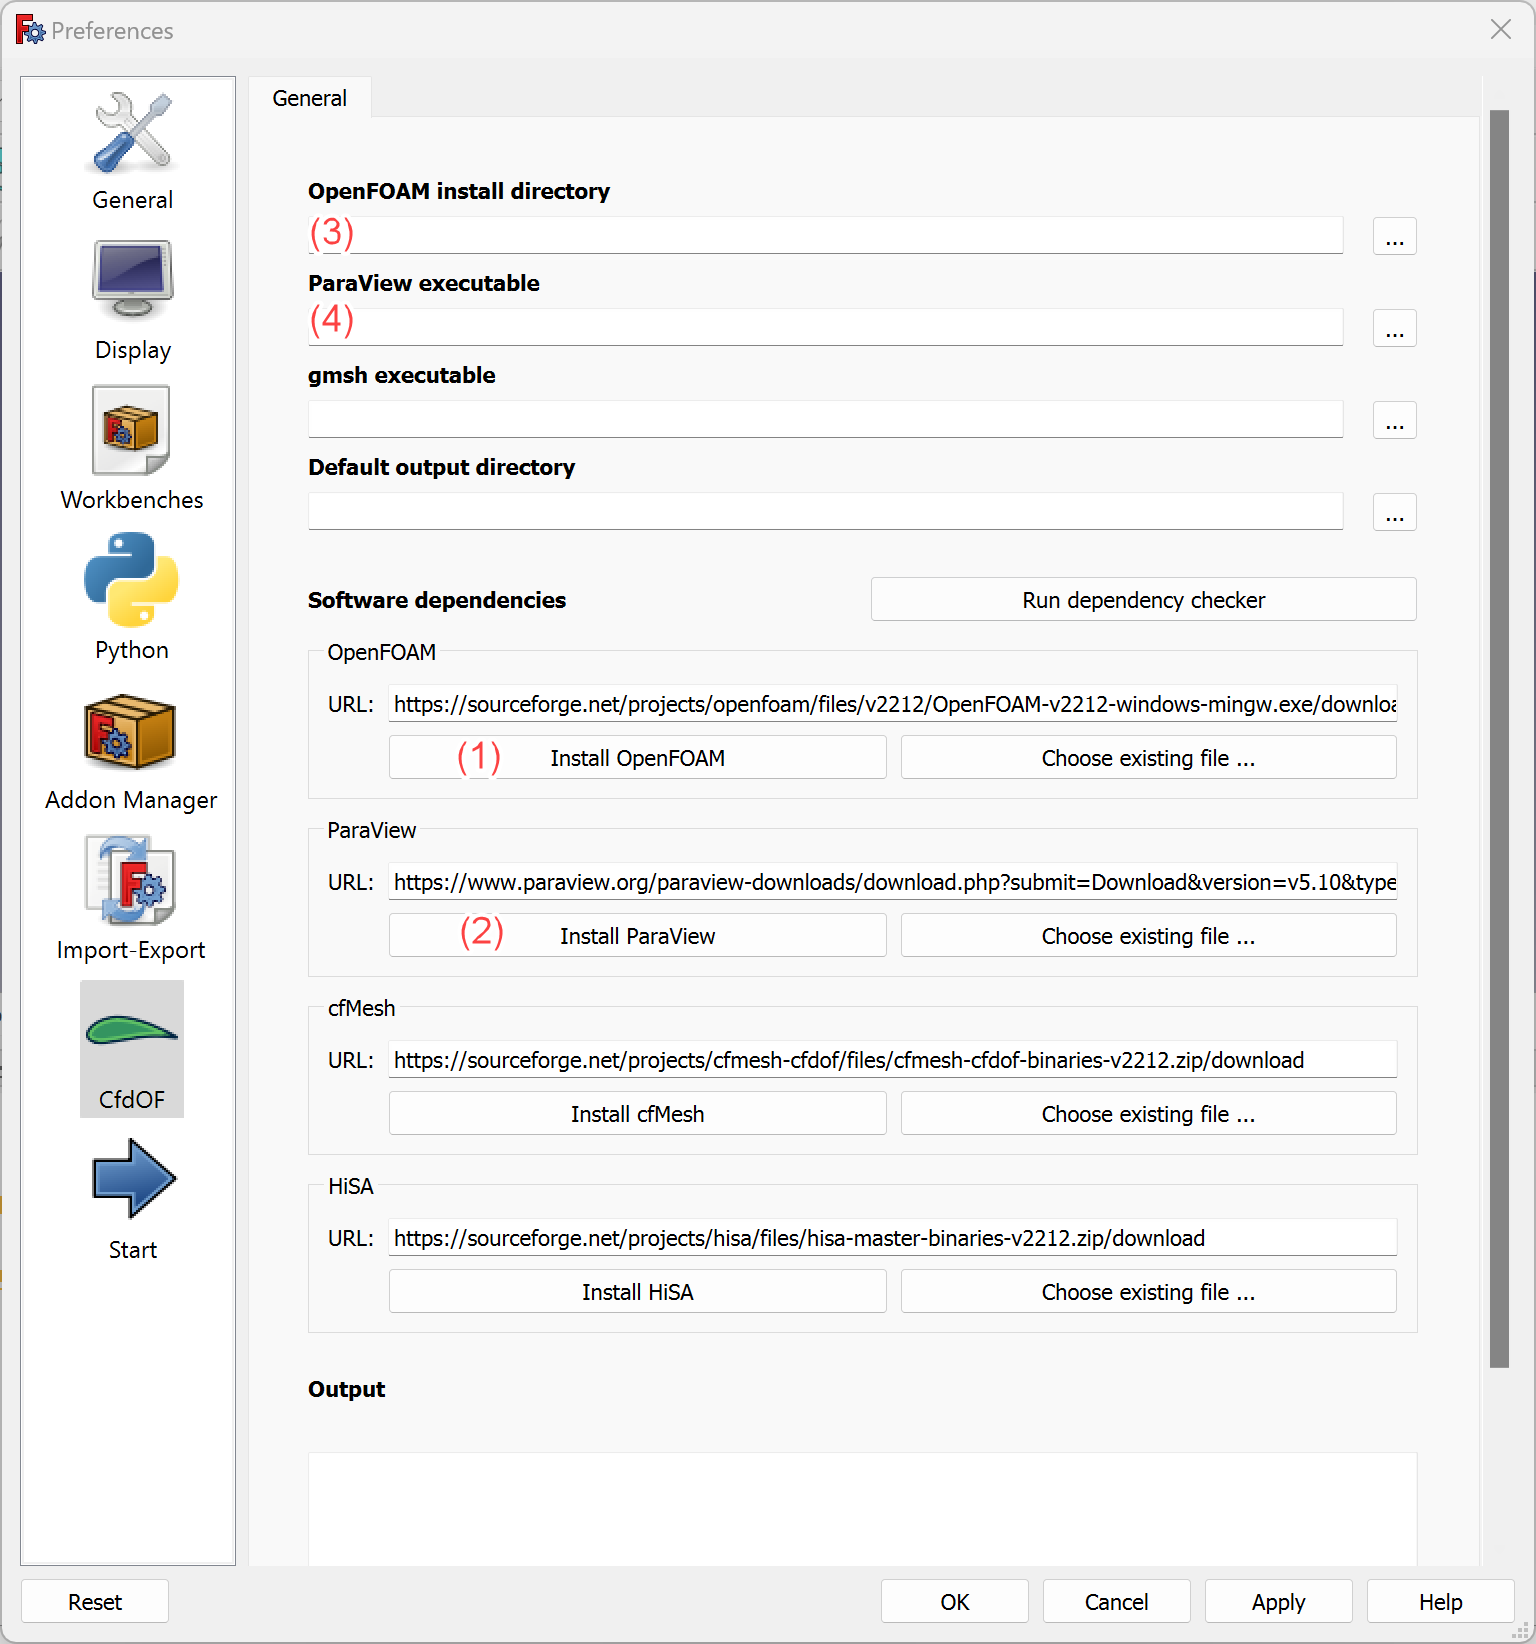 Preferences
General
Display
Workbenches
Python
Addon Manager
Import-Export
CfdOF
Start
General
OpenFOAM install directory
(3)
...
ParaView executable
(4)
...
gmsh executable
...
Default output directory
...
Software dependencies
Run dependency checker
OpenFOAM
URL: https://sourceforge.net/projects/openfoam/files/v2212/OpenFOAM-v2212-windows-mingw.exe/downloa
(1) Install OpenFOAM
Choose existing file ...
ParaView
URL: https://www.paraview.org/paraview-downloads/download.php?submit=Download&version=v5.10&type
(2) Install ParaView
Choose existing file ...
cfMesh
URL: https://sourceforge.net/projects/cfmesh-cfdof/files/cfmesh-cfdof-binaries-v2212.zip/download
Install cfMesh
Choose existing file ...
HiSA
URL: https://sourceforge.net/projects/hisa/files/hisa-master-binaries-v2212.zip/download
Install HiSA
Choose existing file ...
Output
Reset
OK
Cancel
Apply
Help